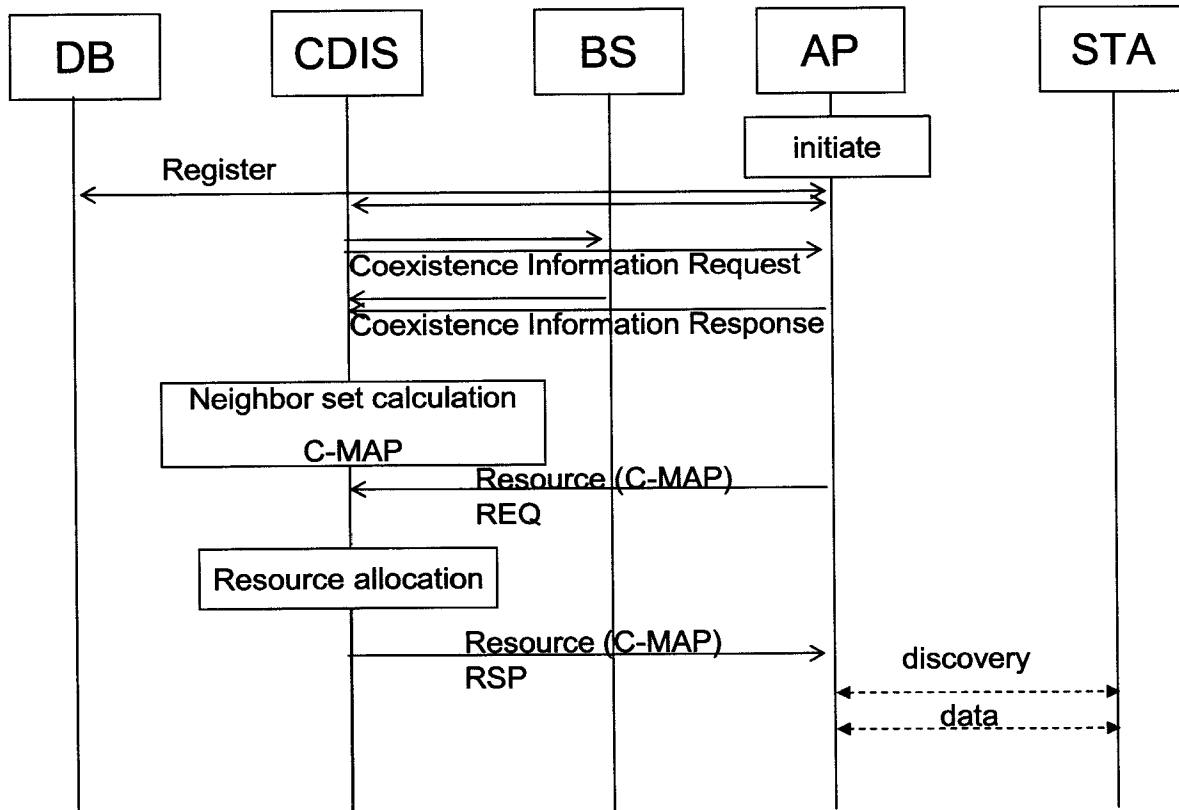 DB
CDIS
BS
AP
STA
initiate
Register
Coexistence Information Request
Coexistence Information Response
Neighbor set calculation
C-MAP
Resource (C-MAP)
REQ
Resource allocation
Resource (C-MAP)
RSP
discovery
data